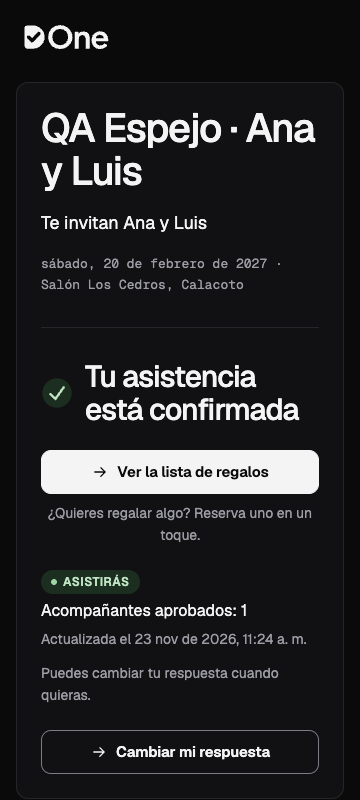 DOne
QA Espejo · Ana
y Luis
Te invitan Ana y Luis
sábado, 20 de febrero de 2027 ·
Salón Los Cedros, Calacoto
Tu asistencia
está confirmada
→ Ver la lista de regalos
¿Quieres regalar algo? Reserva uno en un
toque.
ASISTIRÁS
Acompañantes aprobados: 1
Actualizada el 23 nov de 2026, 11:24 a. m.
Puedes cambiar tu respuesta cuando
quieras.
→ Cambiar mi respuesta